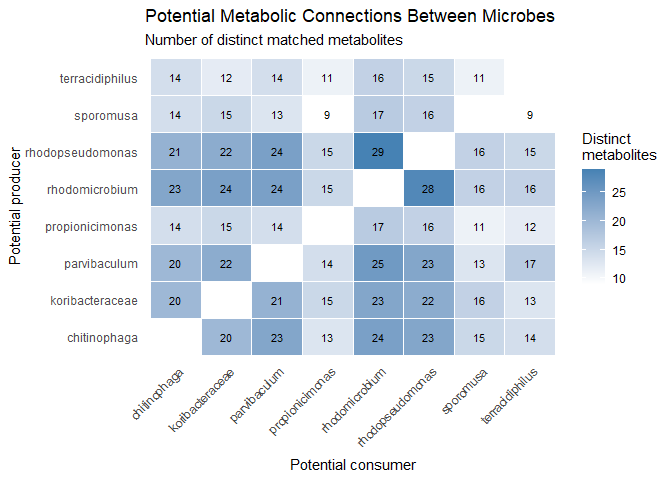 Potential Metabolic Connections Between Microbes
Number of distinct matched metabolites
Potential producer
terracidiphilus 14 12 14 11 16 15 11
sporomusa 14 15 13 9 17 16 9
rhodopseudomonas 21 22 24 15 29 16 15
rhodomicrobium 23 24 24 15 28 16 16
propionicimonas 14 15 14 17 16 11 12
parvibaculum 20 22 14 25 23 13 17
koribacteraceae 20 21 15 23 22 16 13
chitinophaga 20 23 13 24 23 15 14
chitinophaga
koribacteraceae
parvibaculum
propionicimonas
rhodomicrobium
rhodopseudomonas
sporomusa
terracidiphilus
Potential consumer
Distinct
metabolites
25
20
15
10